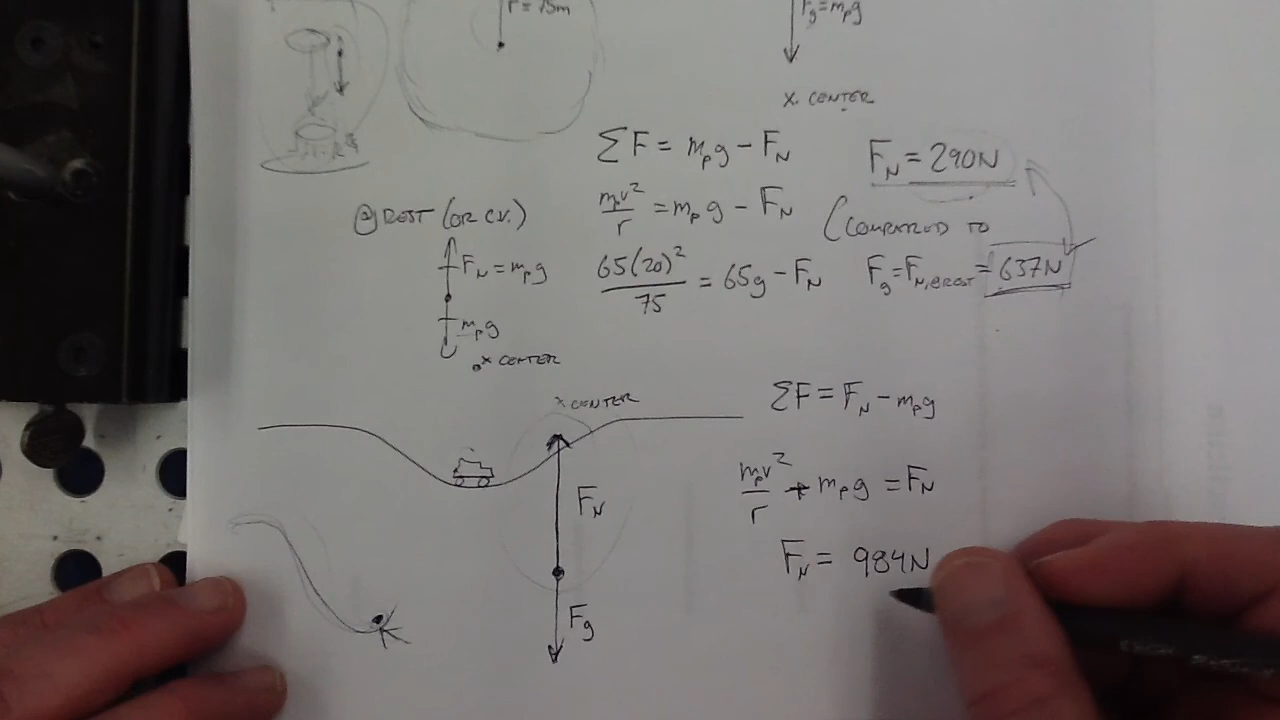 r = 75m
Fg = mpg
x. CENTER
ΣF = mpg - FN
FN = 290N
mpv²/r = mpg - FN
(COMPARED TO
@ REST (OR C.V.)
FN = mpg
65(20)²/75 = 65g - FN
Fg = FN,@REST = 637N
mpg
x CENTER
x CENTER
ΣF = FN - mpg
FN
mpv²/r + mpg = FN
FN = 984N
Fg